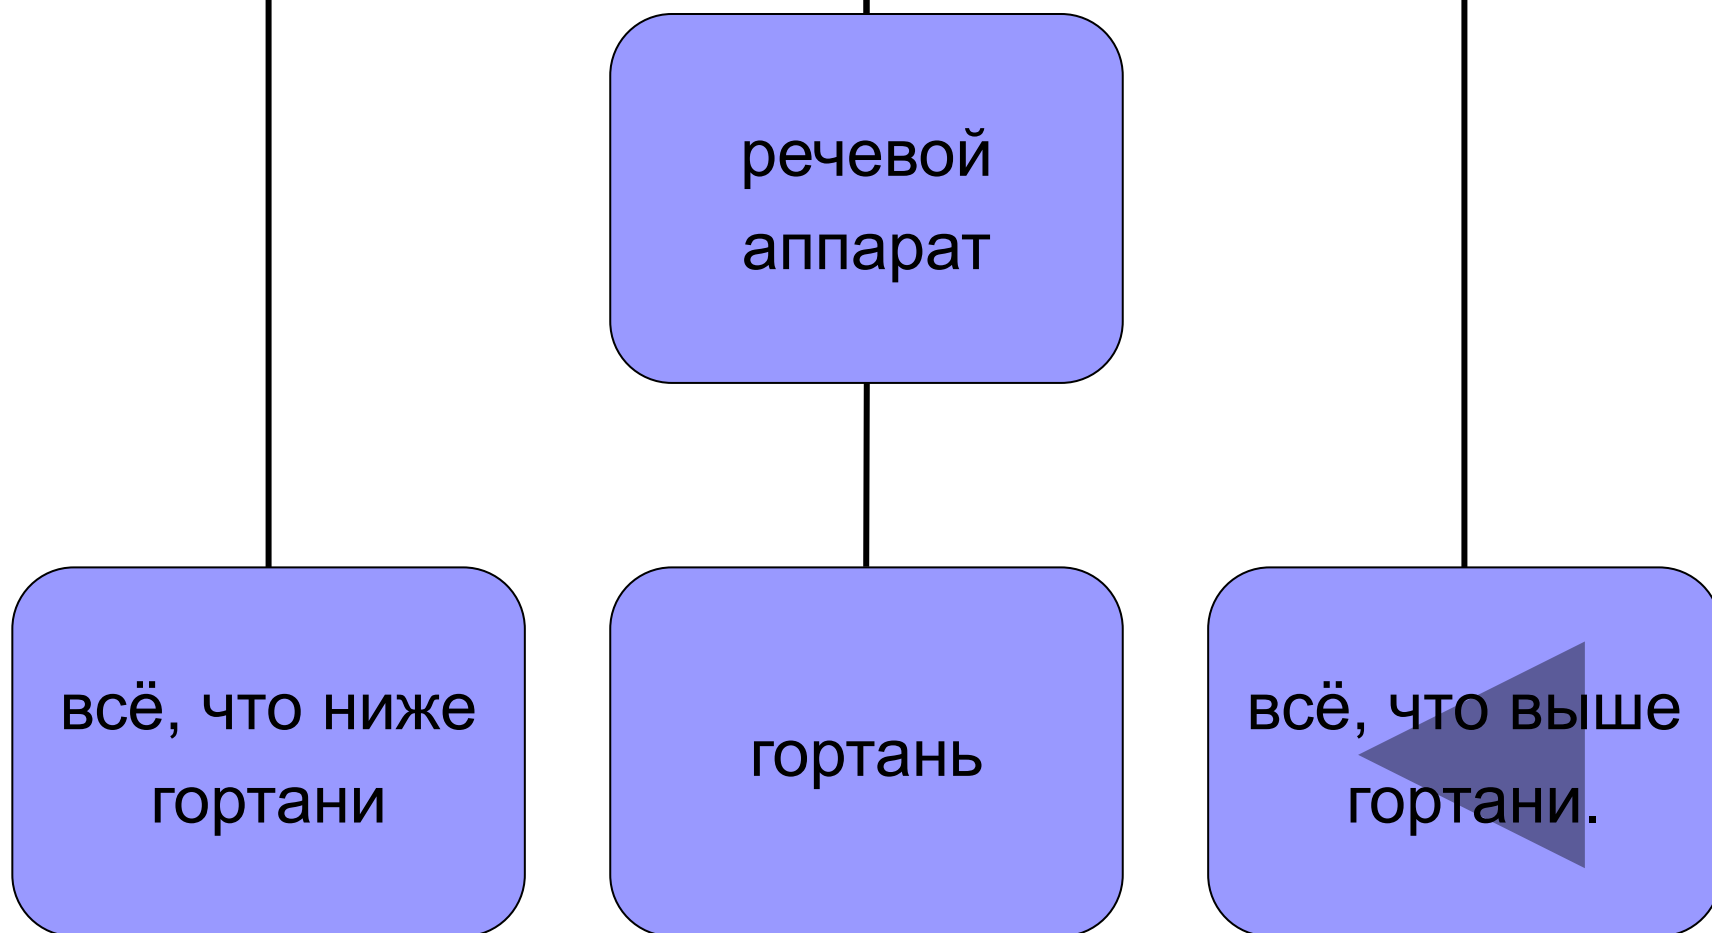 речевой
аппарат
всё, что ниже
гортани
гортань
всё, что выше
гортани.